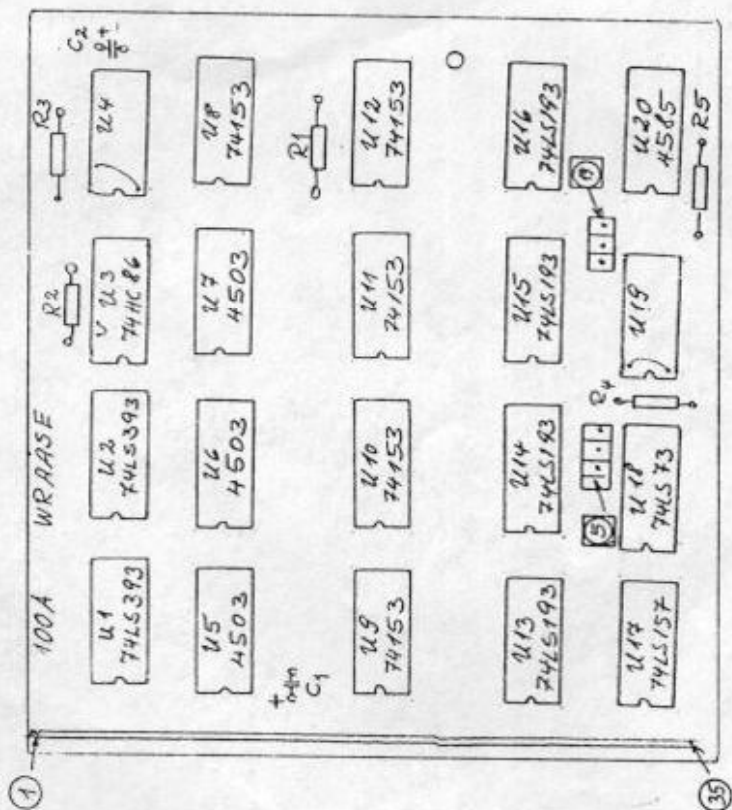 1
100A WRAASE
R2
R3
U1
74LS393
U2
74LS393
U3
74HC86
U4
C2
+
U5
4503
U6
4503
U7
4503
U8
74153
+
C1
R1
U9
74153
U10
74153
U11
74153
U12
74153
U13
74LS193
U14
74LS193
U15
74LS193
U16
74LS193
5
R4
U17
74LS157
U18
74LS73
U19
U20
4585
R5
35